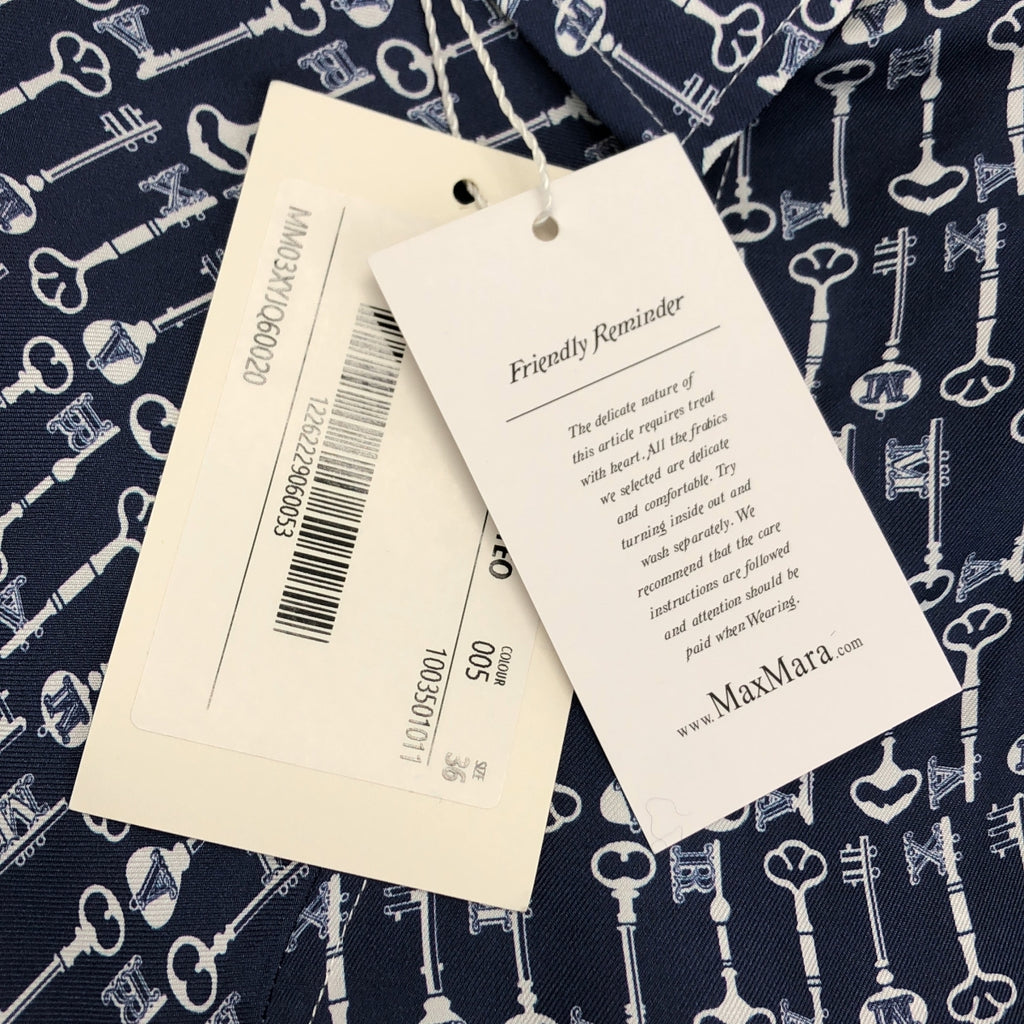 MM03XYJQ60020
1226229060053
TEO
COLOUR
005
1003501011
SIZE
36
Friendly Reminder
The delicate nature of
this article requires treat
with heart. All the frabics
we selected are delicate
and comfortable. Try
turning inside out and
wash separately. We
recommend that the care
instructions are followed
and attention should be
paid when Wearing.
www.MaxMara.com